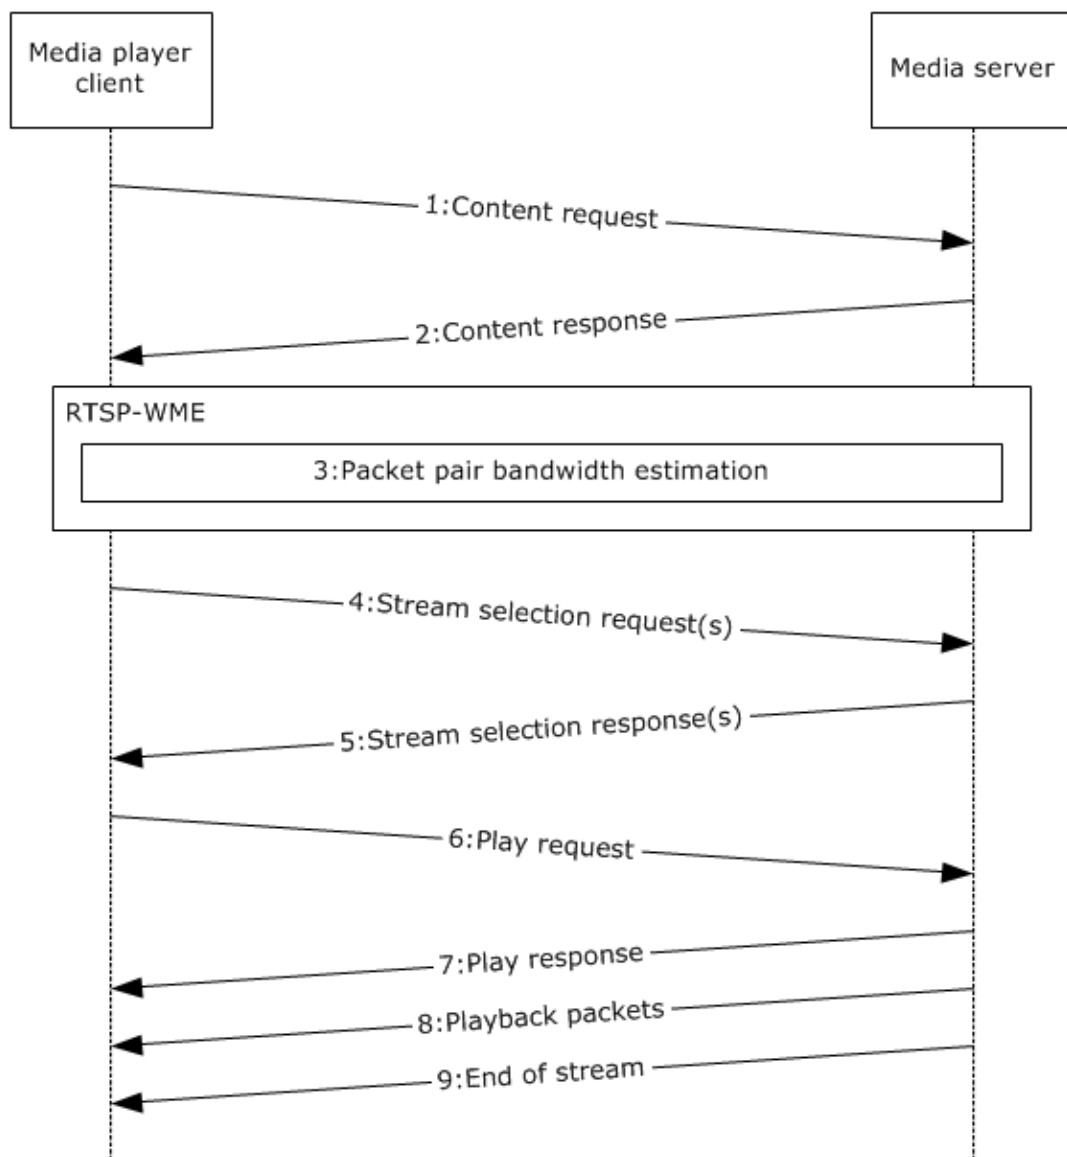 Media player
client
Media server
1:Content request
2:Content response
RTSP-WME
3:Packet pair bandwidth estimation
4:Stream selection request(s)
5:Stream selection response(s)
6:Play request
7:Play response
8:Playback packets
9:End of stream